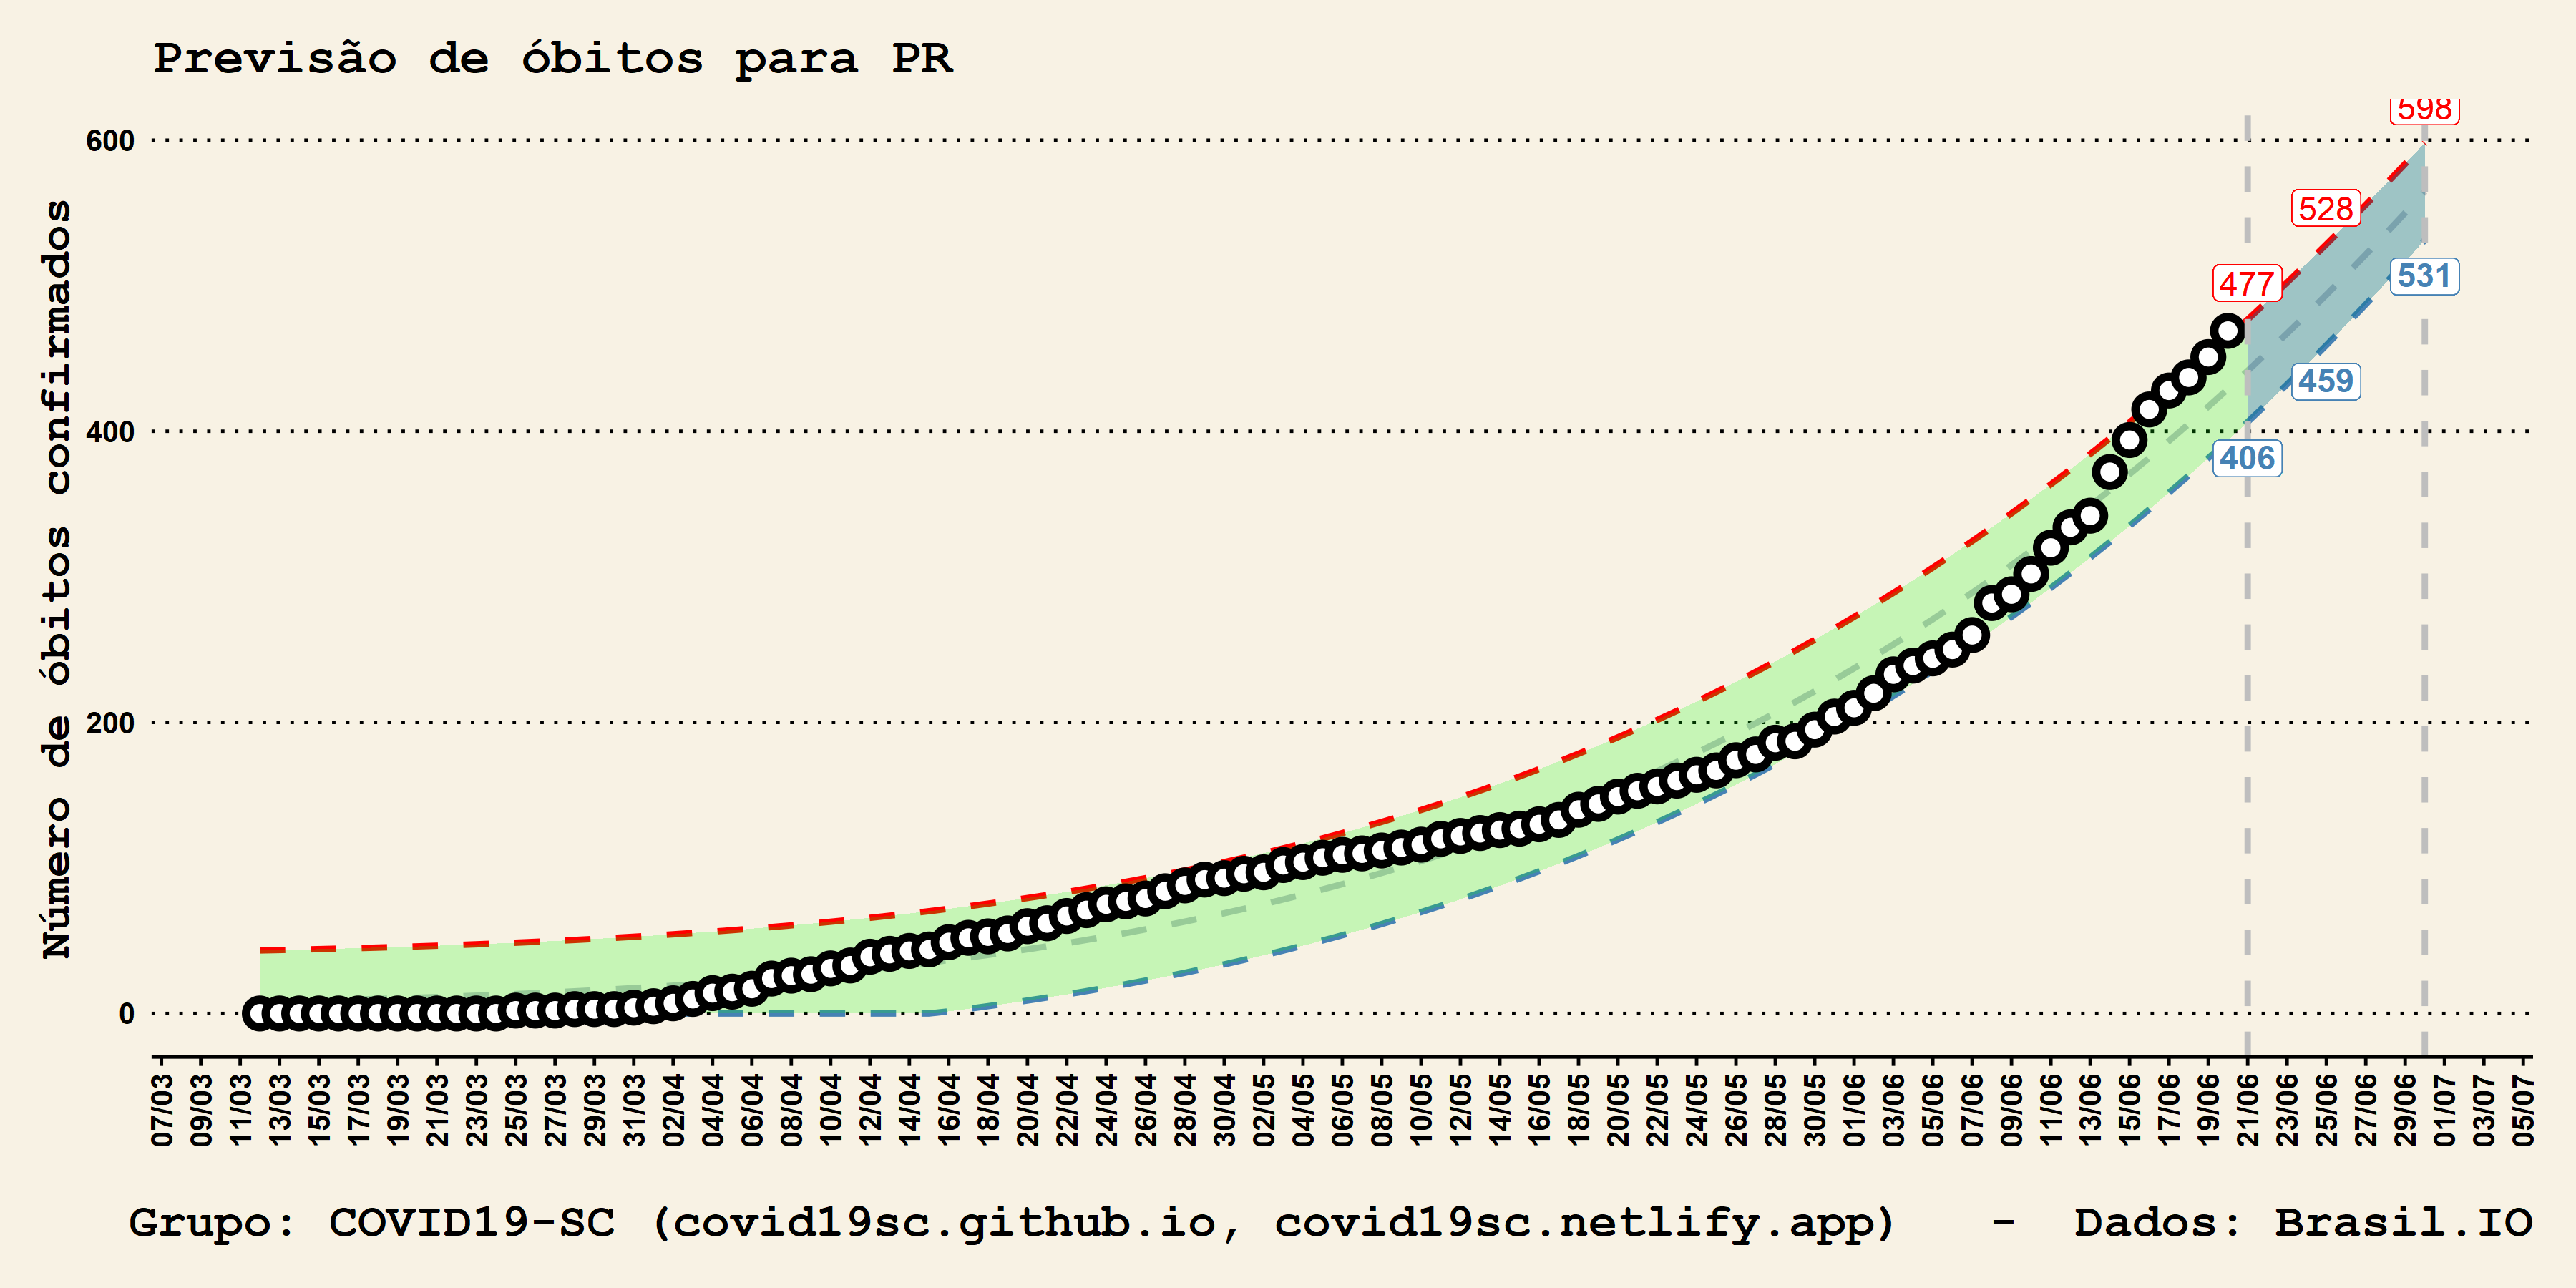 Previsão de óbitos para PR
Número de óbitos confirmados
600
400
200
0
598
528
477
531
459
406
07/03 09/03 11/03 13/03 15/03 17/03 19/03 21/03 23/03 25/03 27/03 29/03 31/03 02/04 04/04 06/04 08/04 10/04 12/04 14/04 16/04 18/04 20/04 22/04 24/04 26/04 28/04 30/04 02/05 04/05 06/05 08/05 10/05 12/05 14/05 16/05 18/05 20/05 22/05 24/05 26/05 28/05 30/05 01/06 03/06 05/06 07/06 09/06 11/06 13/06 15/06 17/06 19/06 21/06 23/06 25/06 27/06 29/06 01/07 03/07 05/07
Grupo: COVID19-SC (covid19sc.github.io, covid19sc.netlify.app) - Dados: Brasil.IO